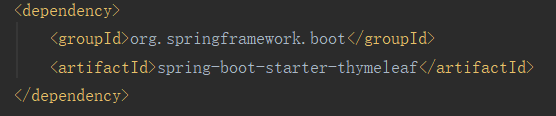 <dependency>
<groupId>org.springframework.boot</groupId>
<artifactId>spring-boot-starter-thymeleaf</artifactId>
</dependency>